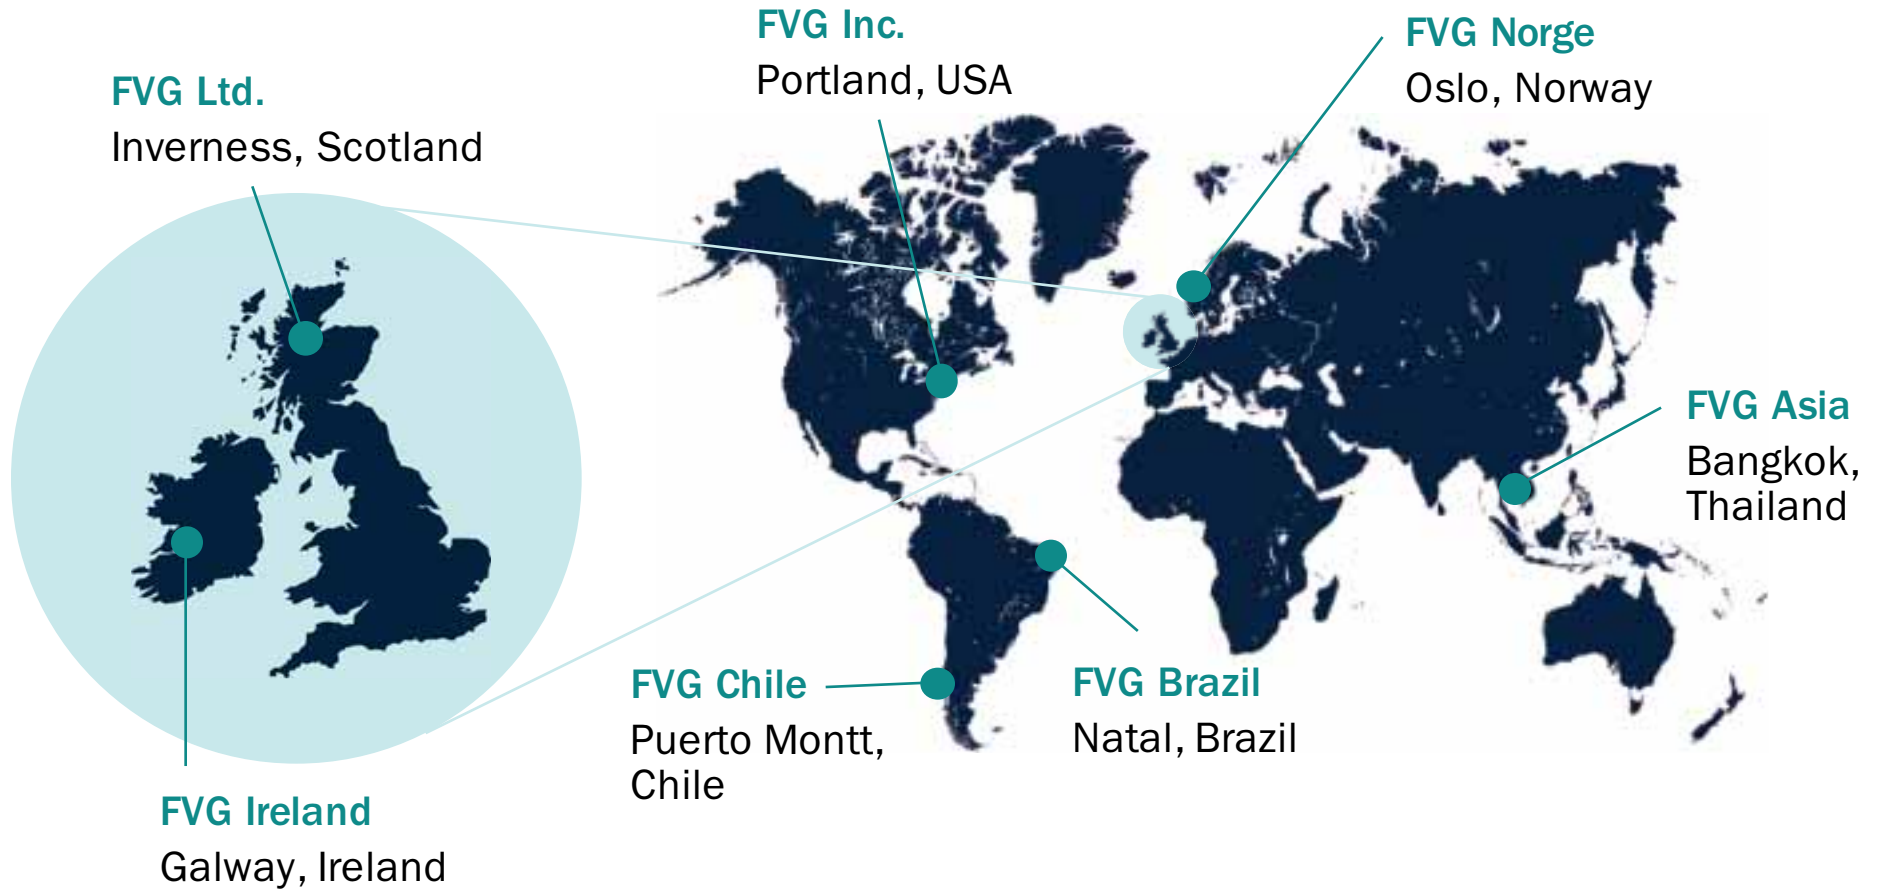 FVG Inc.
Portland, USA
FVG Norge
Oslo, Norway
FVG Ltd.
Inverness, Scotland
FVG Asia
Bangkok,
Thailand
FVG Chile
Puerto Montt,
Chile
FVG Brazil
Natal, Brazil
FVG Ireland
Galway, Ireland